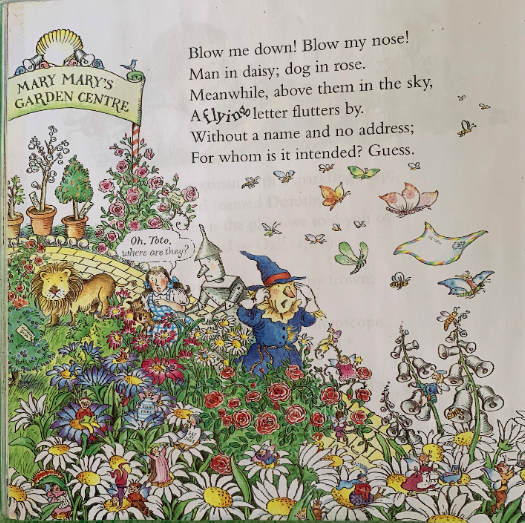 MARY MARY'S
GARDEN CENTRE
Blow me down! Blow my nose!
Man in daisy; dog in rose.
Meanwhile, above them in the sky,
A flying letter flutters by.
Without a name and no address;
For whom is it intended? Guess.
Oh, Toto,
where are they?